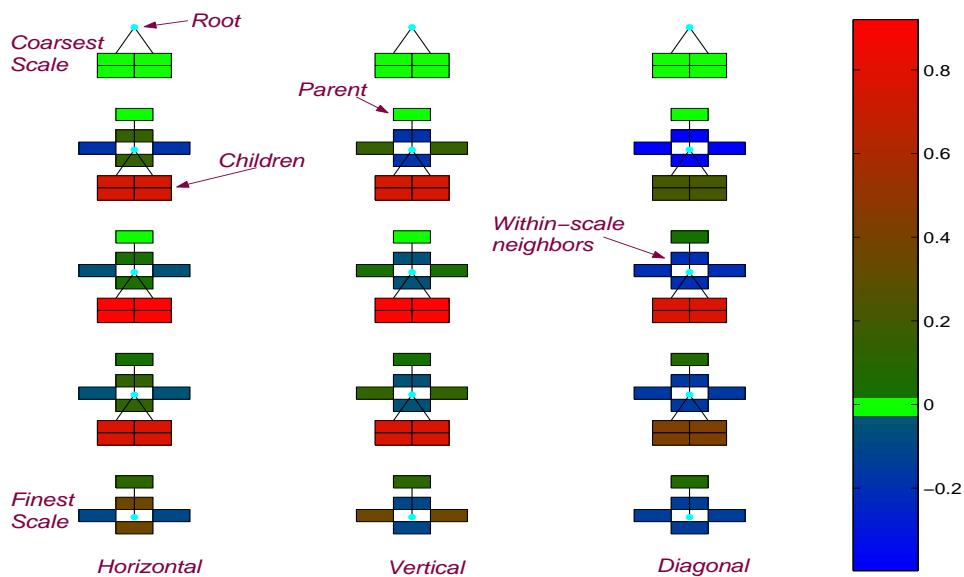 Root
Coarsest
Scale
Parent
Children
Within-scale
neighbors
Finest
Scale
Horizontal
Vertical
Diagonal
0.8
0.6
0.4
0.2
0
-0.2